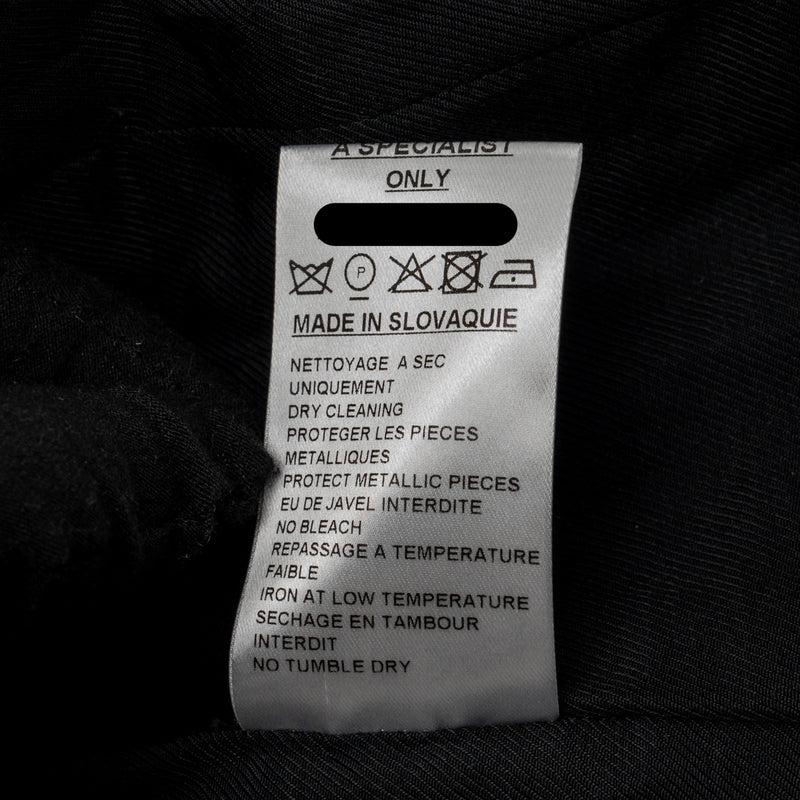 A SPECIALIST
ONLY
P
MADE IN SLOVAQUIE
NETTOYAGE A SEC
UNIQUEMENT
DRY CLEANING
PROTEGER LES PIECES
METALLIQUES
PROTECT METALLIC PIECES
EU DE JAVEL INTERDITE
NO BLEACH
REPASSAGE A TEMPERATURE
FAIBLE
IRON AT LOW TEMPERATURE
SECHAGE EN TAMBOUR
INTERDIT
NO TUMBLE DRY